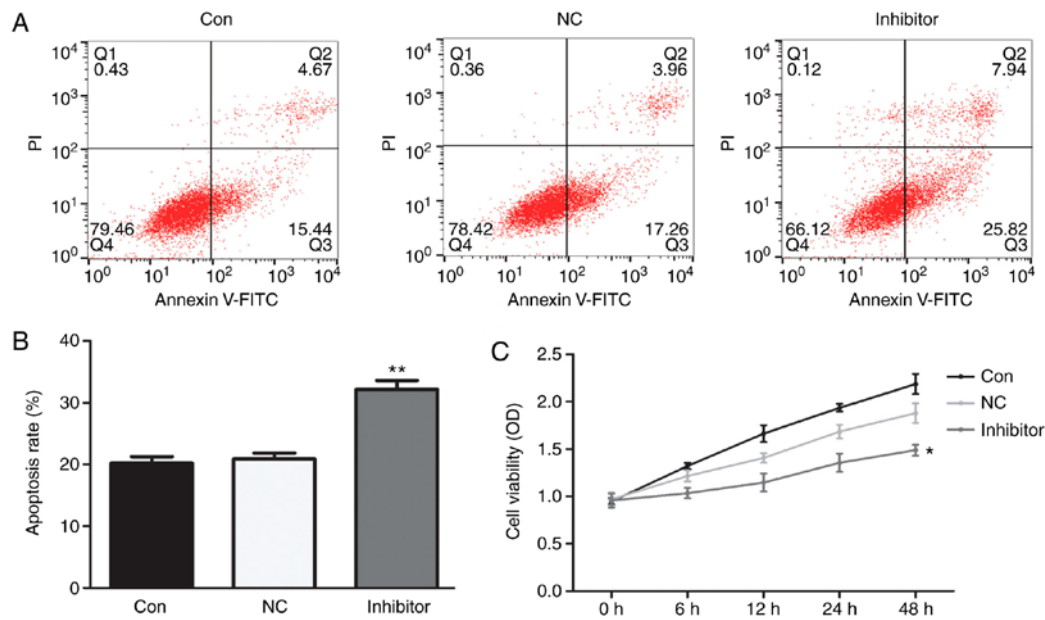 A
Con
NC
Inhibitor
10⁴
10³
10²
10¹
10⁰
PI
Q1
0.43
Q2
4.67
79.46
Q4
15.44
Q3
10⁰ 10¹ 10² 10³ 10⁴
Annexin V-FITC
10⁴
10³
10²
10¹
10⁰
PI
Q1
0.36
Q2
3.96
78.42
Q4
17.26
Q3
10⁰ 10¹ 10² 10³ 10⁴
Annexin V-FITC
10⁴
10³
10²
10¹
10⁰
PI
Q1
0.12
Q2
7.94
66.12
Q4
25.82
Q3
10⁰ 10¹ 10² 10³ 10⁴
Annexin V-FITC
B
Apoptosis rate (%)
40
30
20
10
0
**
Con NC Inhibitor
C
Cell viability (OD)
2.5
2.0
1.5
1.0
0.5
0.0
0 h 6 h 12 h 24 h 48 h
Con
NC
Inhibitor
*